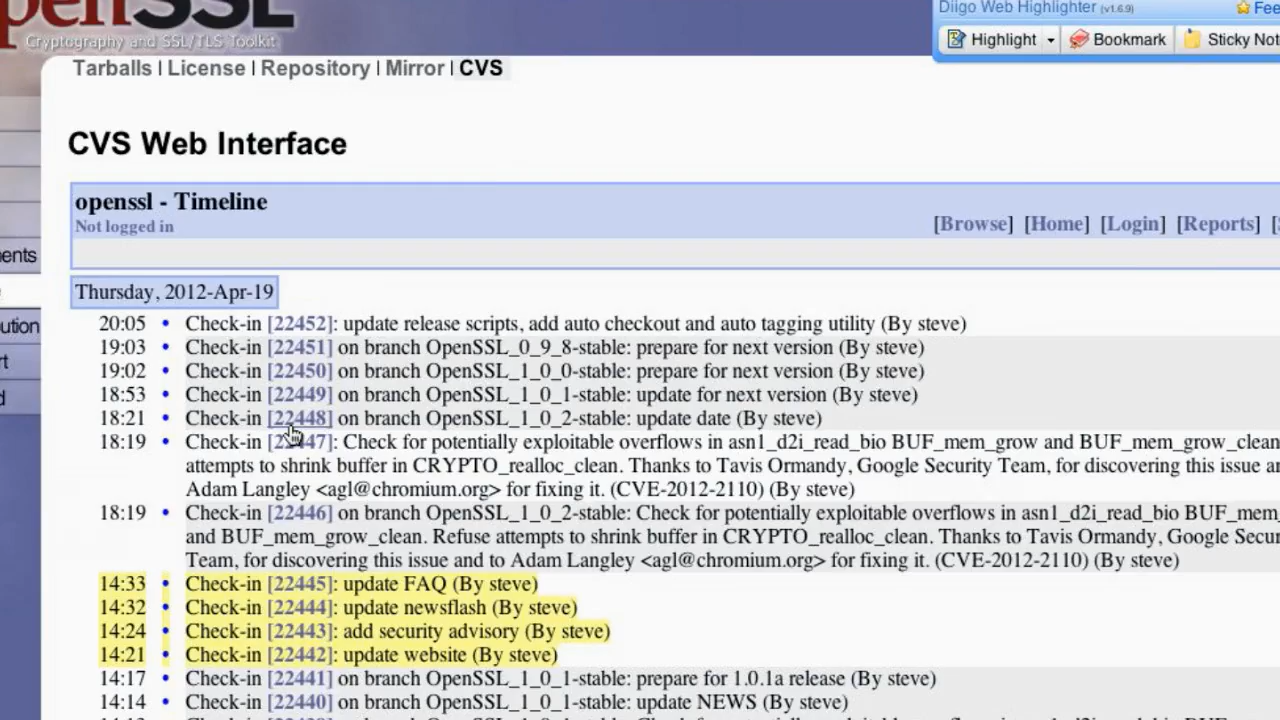 OpenSSL
Cryptography and SSL/TLS Toolkit
Diigo Web Highlighter (v1.6.9)
Highlight
Bookmark
Tarballs | License | Repository | Mirror | CVS
CVS Web Interface
openssl - Timeline
Not logged in
[Browse] [Home] [Login] [Reports] [
Thursday, 2012-Apr-19
20:05 • Check-in [22452]: update release scripts, add auto checkout and auto tagging utility (By steve)
19:03 • Check-in [22451] on branch OpenSSL_0_9_8-stable: prepare for next version (By steve)
19:02 • Check-in [22450] on branch OpenSSL_1_0_0-stable: prepare for next version (By steve)
18:53 • Check-in [22449] on branch OpenSSL_1_0_1-stable: update for next version (By steve)
18:21 • Check-in [22448] on branch OpenSSL_1_0_2-stable: update date (By steve)
18:19 • Check-in [22447]: Check for potentially exploitable overflows in asn1_d2i_read_bio BUF_mem_grow and BUF_mem_grow_clean
attempts to shrink buffer in CRYPTO_realloc_clean. Thanks to Tavis Ormandy, Google Security Team, for discovering this issue
Adam Langley <agl@chromium.org> for fixing it. (CVE-2012-2110) (By steve)
18:19 • Check-in [22446] on branch OpenSSL_1_0_2-stable: Check for potentially exploitable overflows in asn1_d2i_read_bio BUF_mem_
and BUF_mem_grow_clean. Refuse attempts to shrink buffer in CRYPTO_realloc_clean. Thanks to Tavis Ormandy, Google
Team, for discovering this issue and to Adam Langley <agl@chromium.org> for fixing it. (CVE-2012-2110) (By steve)
14:33 • Check-in [22445]: update FAQ (By steve)
14:32 • Check-in [22444]: update newsflash (By steve)
14:24 • Check-in [22443]: add security advisory (By steve)
14:21 • Check-in [22442]: update website (By steve)
14:17 • Check-in [22441] on branch OpenSSL_1_0_1-stable: prepare for 1.0.1a release (By steve)
14:14 • Check-in [22440] on branch OpenSSL_1_0_1-stable: update NEWS (By steve)